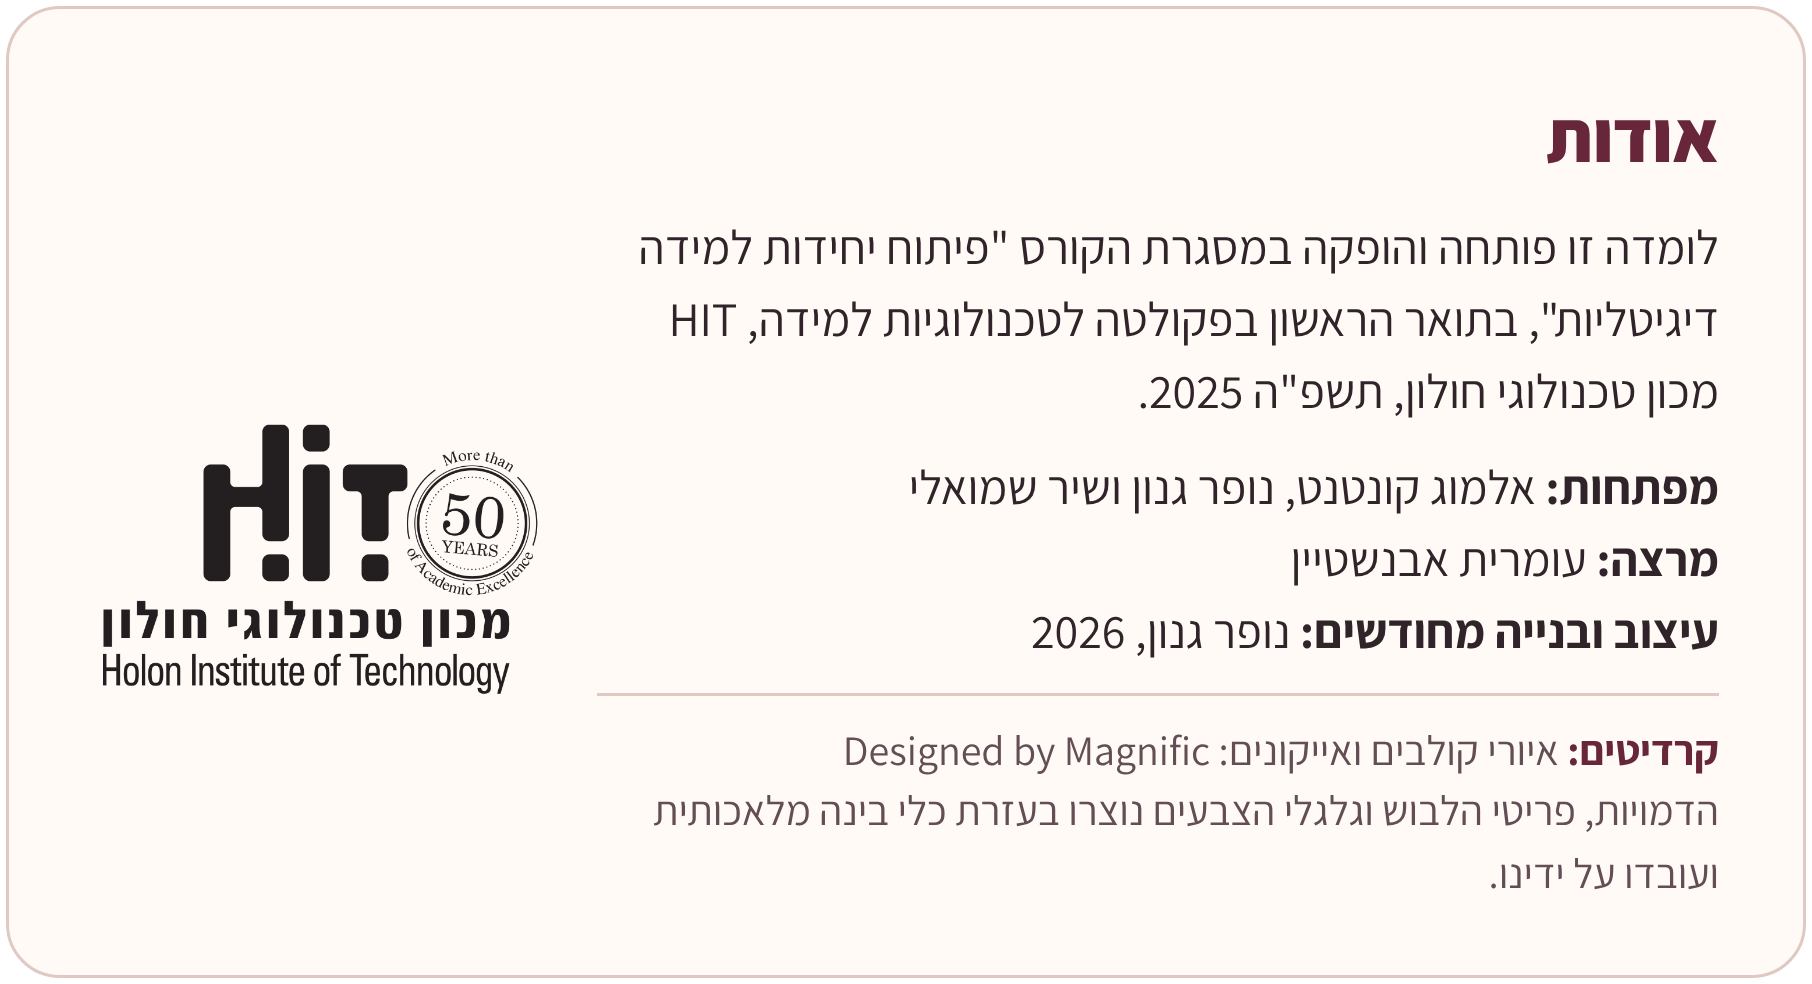 אודות
לומדה זו פותחה והופקה במסגרת הקורס "פיתוח יחידות למידה
דיגיטליות", בתואר הראשון בפקולטה לטכנולוגיות למידה, HIT
מכון טכנולוגי חולון, תשפ"ה 2025.
מפתחות: אלמוג קונטנט, נופר גנון ושיר שמואלי
מרצה: עומרית אבנשטיין
עיצוב ובנייה מחודשים: נופר גנון, 2026
קרדיטים: איורי קולבים ואייקונים: Designed by Magnific
הדמויות, פריטי הלבוש וגלגלי הצבעים נוצרו בעזרת כלי בינה מלאכותית
ועובדו על ידינו.
HiT
More than
50
YEARS
of Academic Excellence
מכון טכנולוגי חולון
Holon Institute of Technology